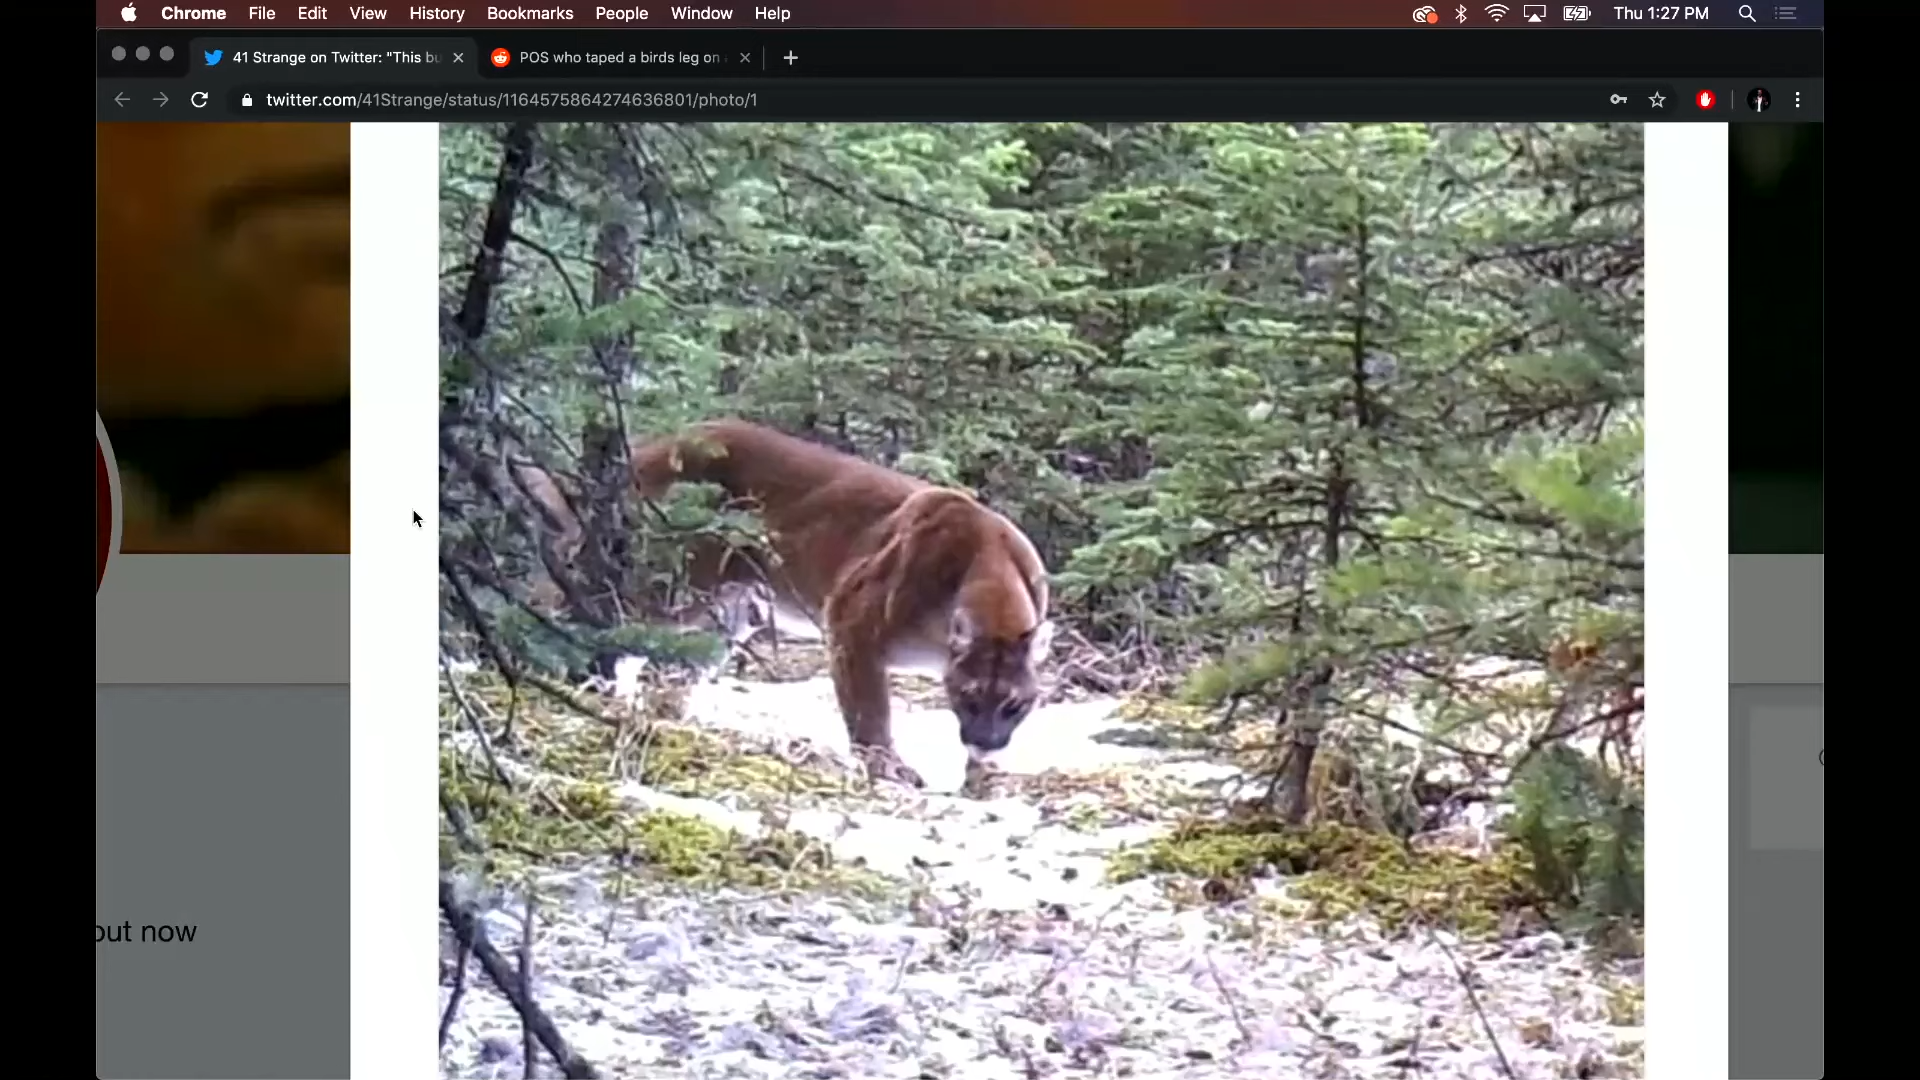 Chrome File Edit View History Bookmarks People Window Help Thu 1:27 PM
41 Strange on Twitter: "This bu POS who taped a birds leg on
twitter.com/41Strange/status/1164575864274636801/photo/1
out now